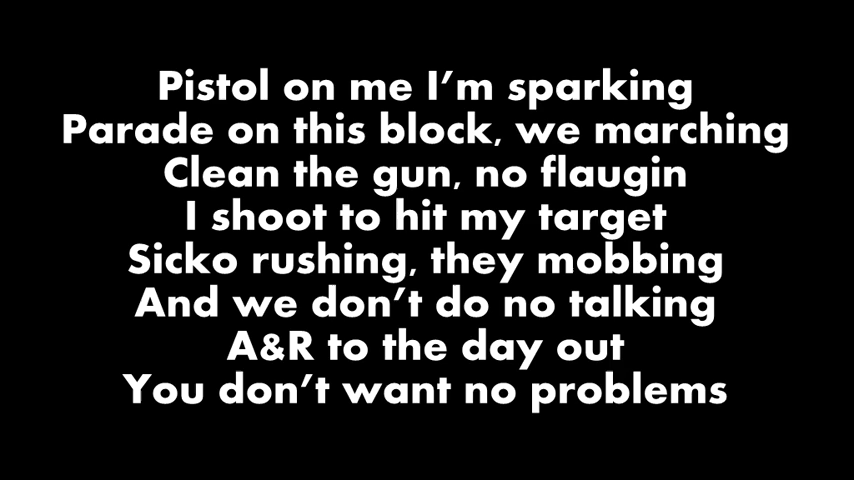 Pistol on me I’m sparking
Parade on this block, we marching
Clean the gun, no flaugin
I shoot to hit my target
Sicko rushing, they mobbing
And we don’t do no talking
A&R to the day out
You don’t want no problems